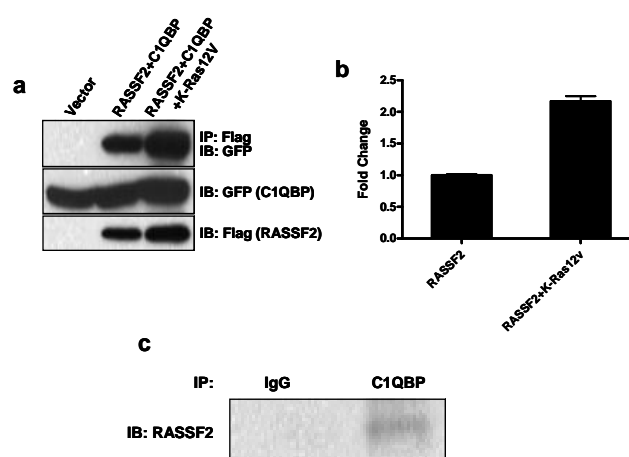 a
Vector
RASSF2+C1QBP
RASSF2+C1QBP
+K-Ras12V
IP: Flag
IB: GFP
IB: GFP (C1QBP)
IB: Flag (RASSF2)
b
Fold Change
2.5
2.0
1.5
1.0
0.5
0.0
RASSF2
RASSF2+K-Ras12v
c
IP:
IgG
C1QBP
IB: RASSF2